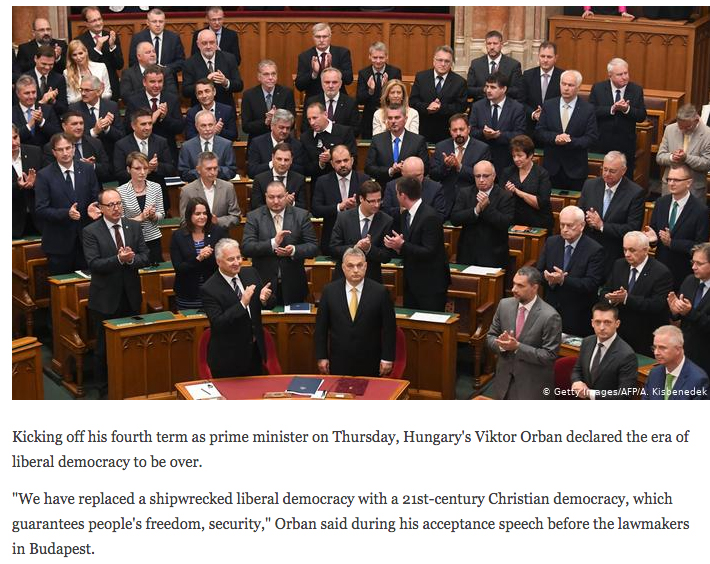 © Getty Images/AFP/A. Kisbenedek
Kicking off his fourth term as prime minister on Thursday, Hungary's Viktor Orban declared the era of
liberal democracy to be over.
"We have replaced a shipwrecked liberal democracy with a 21st-century Christian democracy, which
guarantees people's freedom, security," Orban said during his acceptance speech before the lawmakers
in Budapest.